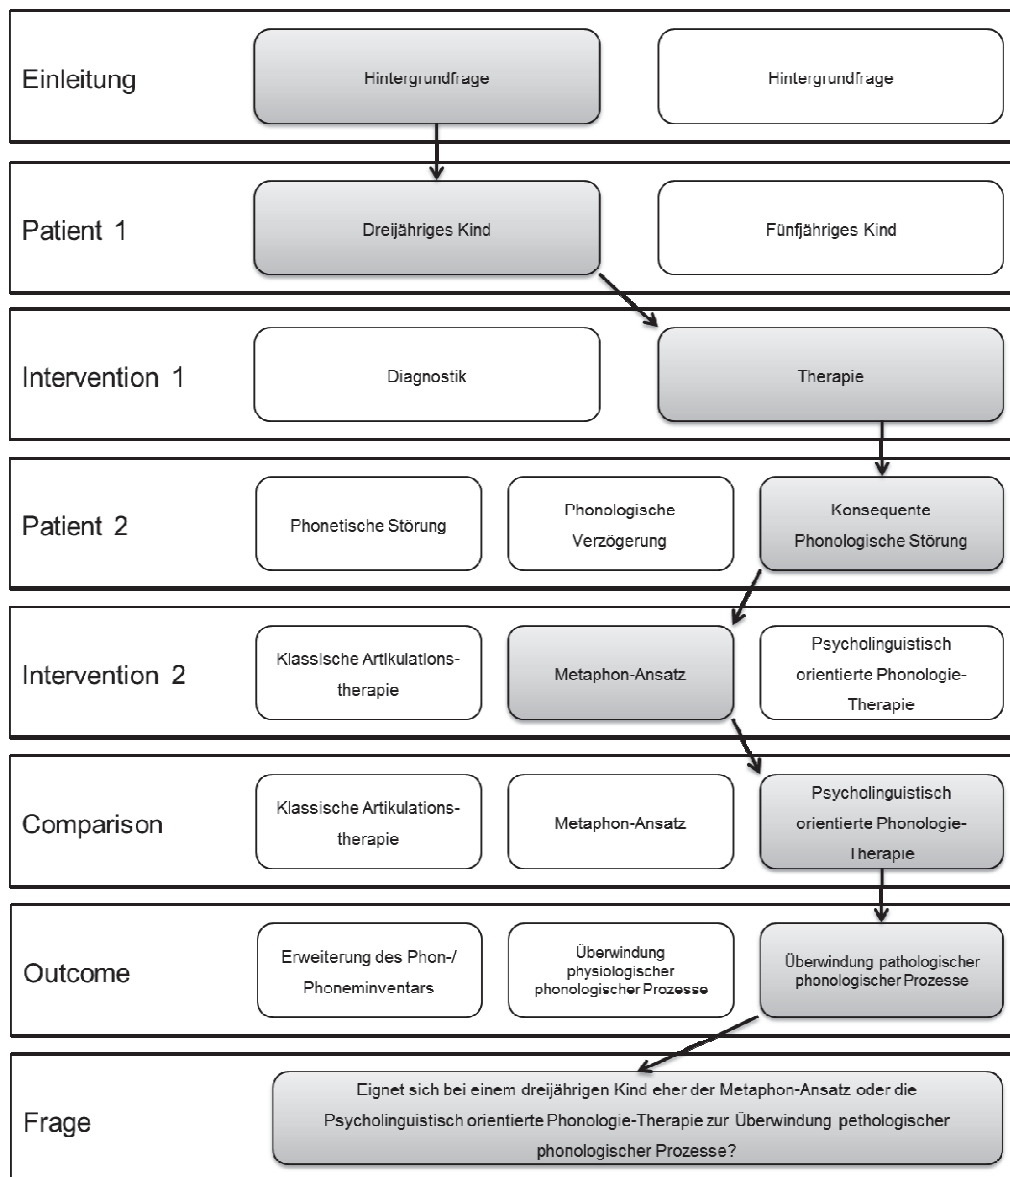 Einleitung
Hintergrundfrage
Hintergrundfrage
Patient 1
Dreijähriges Kind
Fünfjähriges Kind
Intervention 1
Diagnostik
Therapie
Patient 2
Phonetische Störung
Phonologische
Verzögerung
Konsequente
Phonologische Störung
Intervention 2
Klassische Artikulations-
therapie
Metaphon-Ansatz
Psycholinguistisch
orientierte Phonologie-
Therapie
Comparison
Klassische Artikulations-
therapie
Metaphon-Ansatz
Psycholinguistisch
orientierte Phonologie-
Therapie
Outcome
Erweiterung des Phon-/
Phoneminventars
Überwindung
physiologischer
phonologischer Prozesse
Überwindung pathologischer
phonologischer Prozesse
Frage
Eignet sich bei einem dreijährigen Kind eher der Metaphon-Ansatz oder die
Psycholinguistisch orientierte Phonologie-Therapie zur Überwindung pethologischer
phonologischer Prozesse?